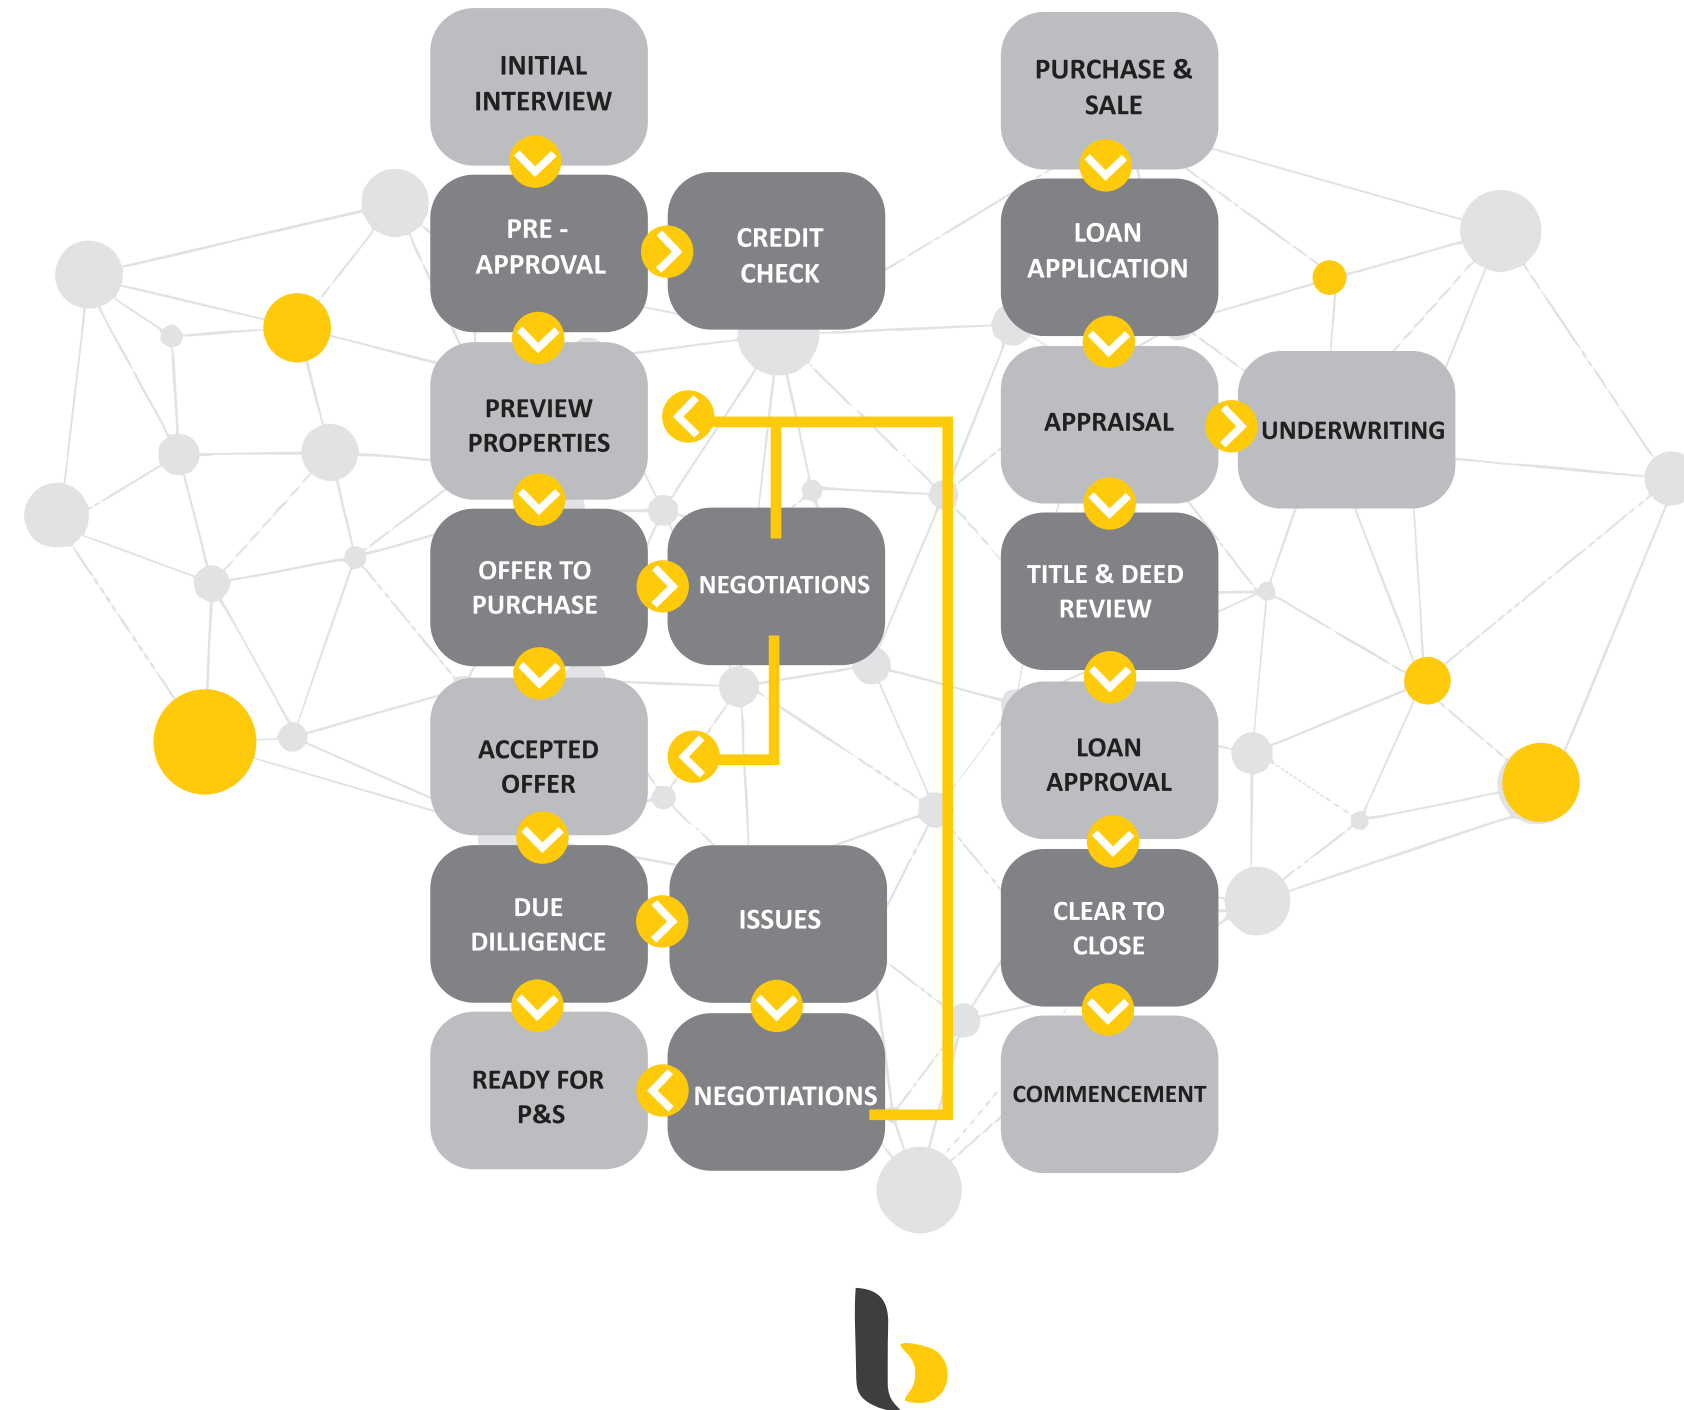 INITIAL
INTERVIEW
PRE -
APPROVAL
CREDIT
CHECK
PREVIEW
PROPERTIES
OFFER TO
PURCHASE
NEGOTIATIONS
ACCEPTED
OFFER
DUE
DILLIGENCE
ISSUES
READY FOR
P&S
NEGOTIATIONS
PURCHASE &
SALE
LOAN
APPLICATION
APPRAISAL
UNDERWRITING
TITLE & DEED
REVIEW
LOAN
APPROVAL
CLEAR TO
CLOSE
COMMENCEMENT
b